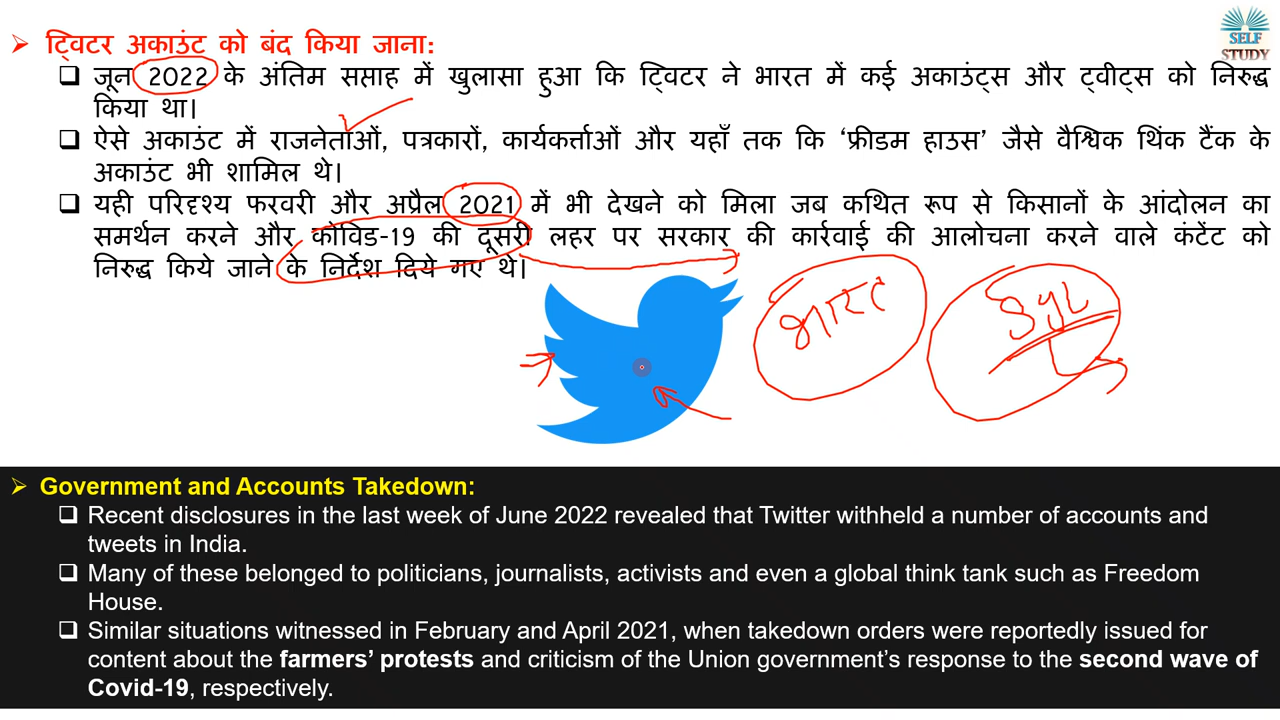 SELF
STUDY
➢ ट्विटर अकाउंट को बंद किया जाना:
❑ जून 2022 के अंतिम सप्ताह में खुलासा हुआ कि ट्विटर ने भारत में कई अकाउंट्स और ट्वीट्स को निरुद्ध
किया था।
❑ ऐसे अकाउंट में राजनेताओं, पत्रकारों, कार्यकर्त्ताओं और यहाँ तक कि ‘फ्रीडम हाउस’ जैसे वैश्विक थिंक टैंक के
अकाउंट भी शामिल थे।
❑ यही परिदृश्य फरवरी और अप्रैल 2021 में भी देखने को मिला जब कथित रूप से किसानों के आंदोलन का
समर्थन करने और कोविड-19 की दूसरी लहर पर सरकार की कार्रवाई की आलोचना करने वाले कंटेंट को
निरुद्ध किये जाने के निर्देश दिये गए थे।
भारत
➢ Government and Accounts Takedown:
❑ Recent disclosures in the last week of June 2022 revealed that Twitter withheld a number of accounts and
tweets in India.
❑ Many of these belonged to politicians, journalists, activists and even a global think tank such as Freedom
House.
❑ Similar situations witnessed in February and April 2021, when takedown orders were reportedly issued for
content about the farmers’ protests and criticism of the Union government’s response to the second wave of
Covid-19, respectively.